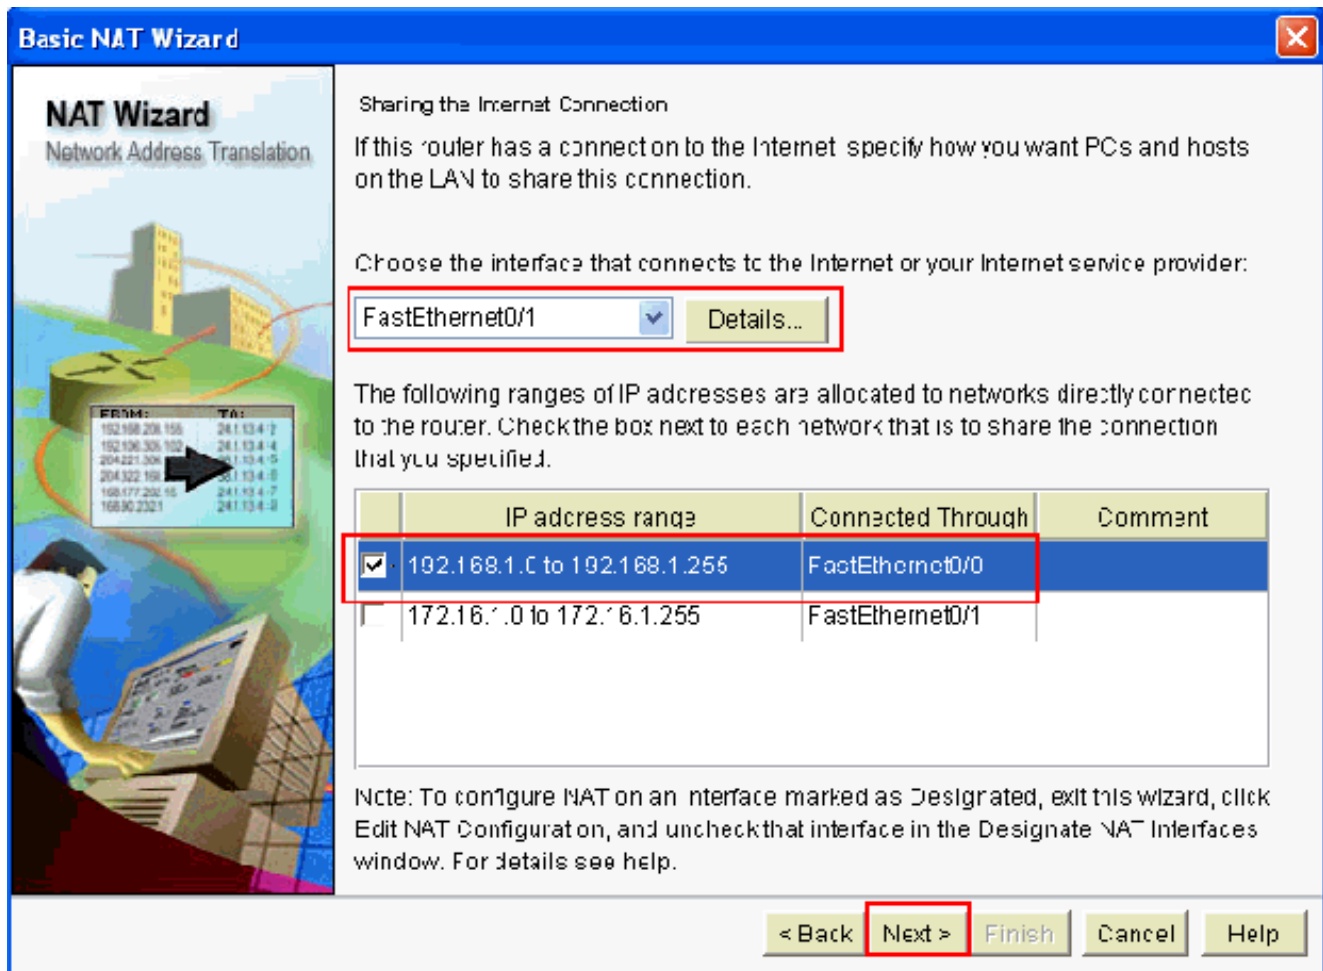 Basic NAT Wizard
NAT Wizard
Network Address Translation
Sharing the Internet Connection
If this router has a connection to the Internet specify how you want PCs and hosts
on the LAN to share this connection.
Choose the interface that connects to the Internet or your Internet service provider:
FastEthernet0/1
Details...
The following ranges of IP addresses are allocated to networks directly connected
to the router. Check the box next to each network that is to share the connection
that you specified.
IP address range Connected Through Comment
192.168.1.0 to 192.168.1.255 FastEthernet0/0
172.16.1.0 to 172.16.1.255 FastEthernet0/1
Note: To configure NAT on an interface marked as Designated, exit this wizard, click
Edit NAT Configuration, and uncheck that interface in the Designate NAT Interfaces
window. For details see help.
< Back Next > Finish Cancel Help
FROM: TO: